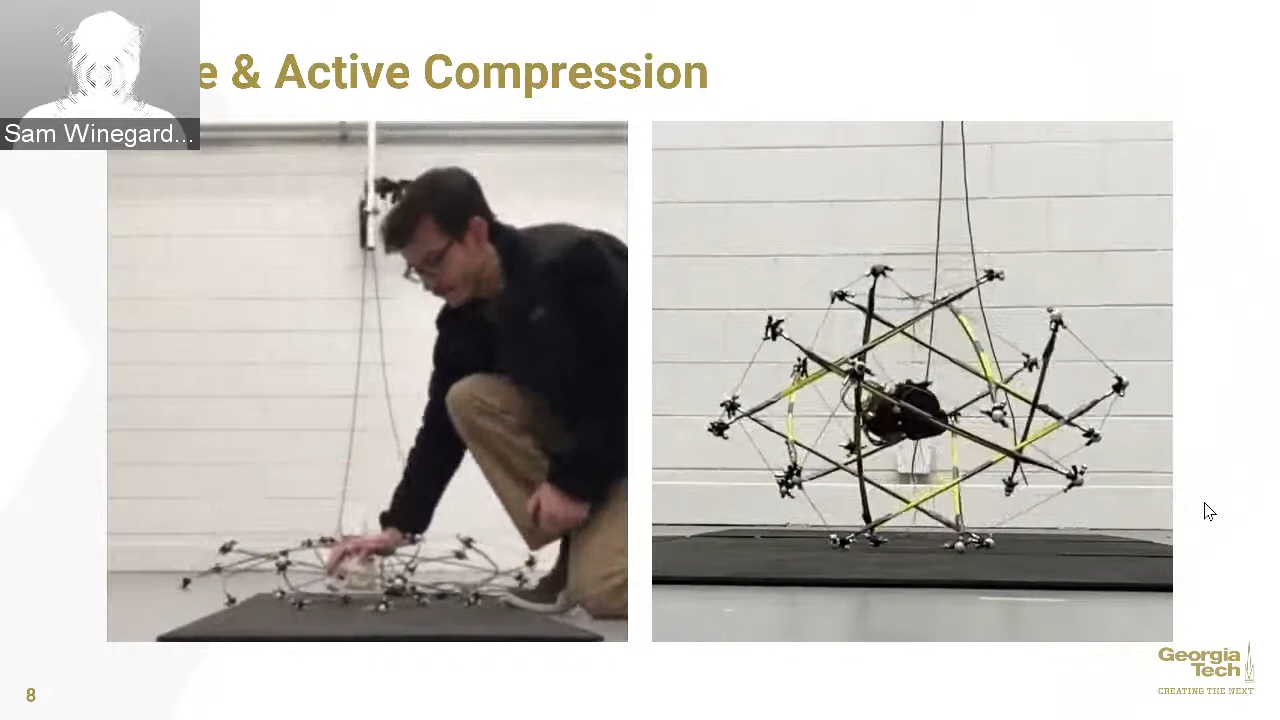 e & Active Compression
Sam Winegard...
Georgia
Tech
CREATING THE NEXT
8